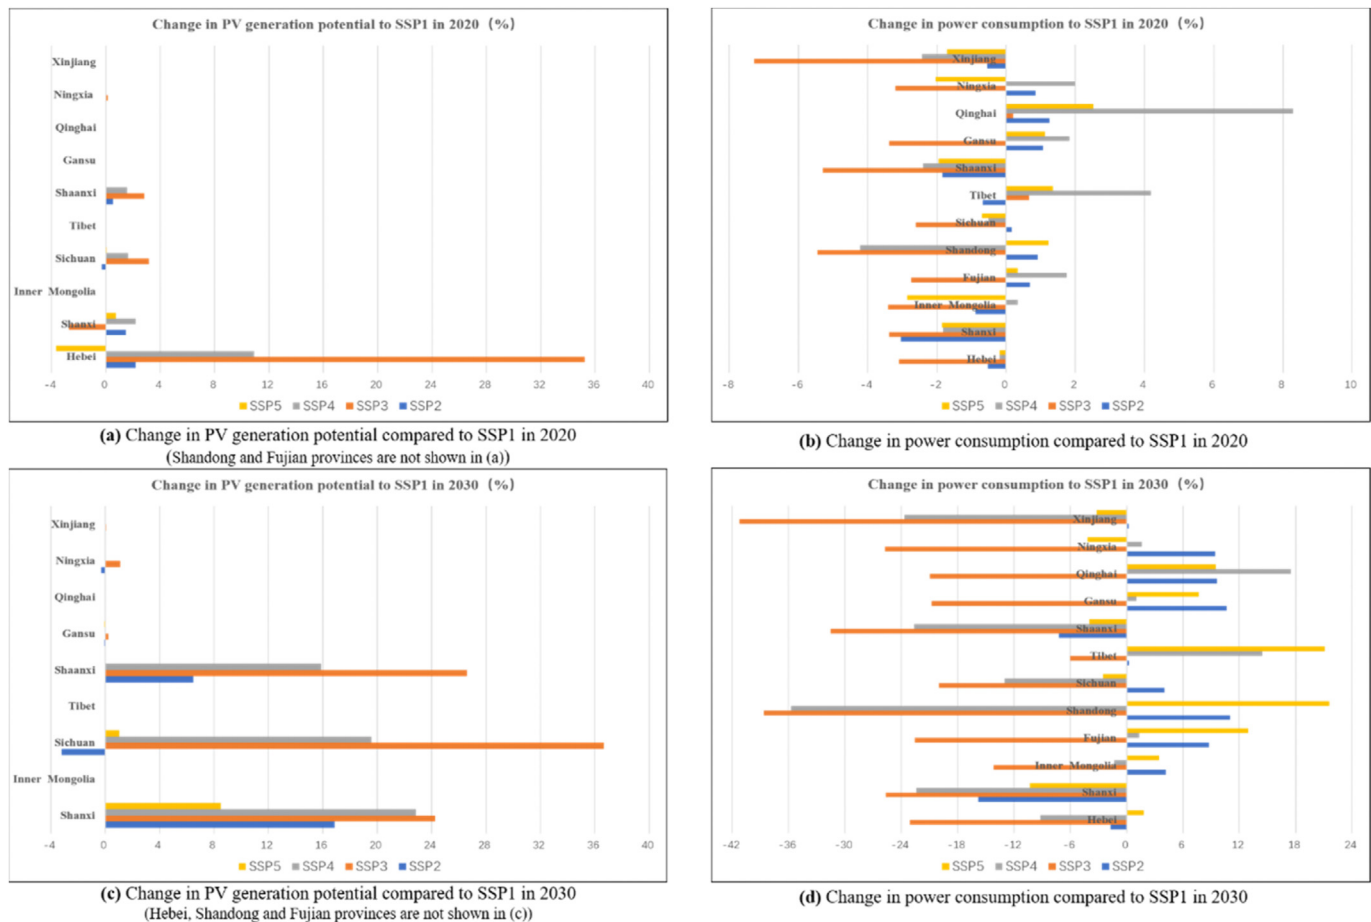 Change in PV generation potential to SSP1 in 2020 (%)
Xinjiang
Ningxia
Qinghai
Gansu
Shaanxi
Tibet
Sichuan
Inner Mongolia
Shanxi
Hebei
-4 0 4 8 12 16 20 24 28 32 36 40
SSP5 SSP4 SSP3 SSP2
(a) Change in PV generation potential compared to SSP1 in 2020
(Shandong and Fujian provinces are not shown in (a))
Change in power consumption to SSP1 in 2020 (%)
Xinjiang
Ningxia
Qinghai
Gansu
Shaanxi
Tibet
Sichuan
Shandong
Fujian
Inner Mongolia
Shanxi
Hebei
-8 -6 -4 -2 0 2 4 6 8 10
SSP5 SSP4 SSP3 SSP2
(b) Change in power consumption compared to SSP1 in 2020
Change in PV generation potential to SSP1 in 2030 (%)
Xinjiang
Ningxia
Qinghai
Gansu
Shaanxi
Tibet
Sichuan
Inner Mongolia
Shanxi
-4 0 4 8 12 16 20 24 28 32 36 40
SSP5 SSP4 SSP3 SSP2
(c) Change in PV generation potential compared to SSP1 in 2030
(Hebei, Shandong and Fujian provinces are not shown in (c))
Change in power consumption to SSP1 in 2030 (%)
Xinjiang
Ningxia
Qinghai
Gansu
Shaanxi
Tibet
Sichuan
Shandong
Fujian
Inner Mongolia
Shanxi
Hebei
-42 -36 -30 -24 -18 -12 -6 0 6 12 18 24
SSP5 SSP4 SSP3 SSP2
(d) Change in power consumption compared to SSP1 in 2030